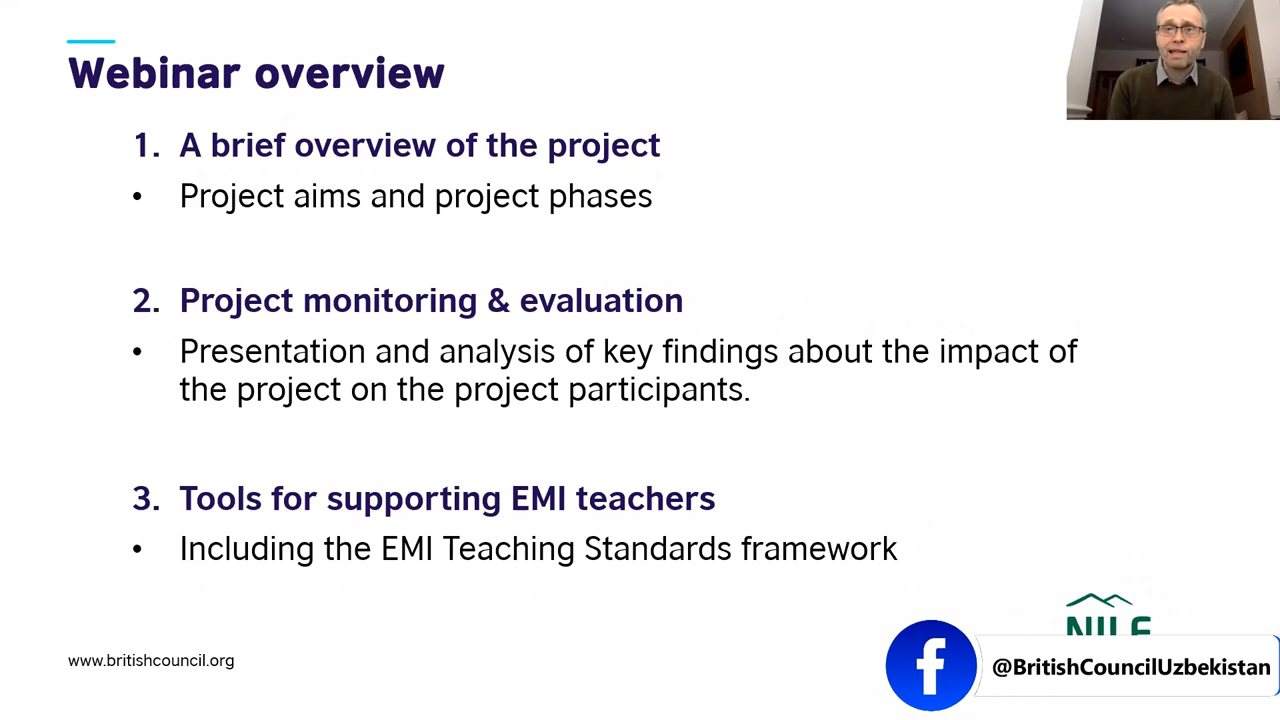 Webinar overview
1. A brief overview of the project
• Project aims and project phases
2. Project monitoring & evaluation
• Presentation and analysis of key findings about the impact of
the project on the project participants.
3. Tools for supporting EMI teachers
• Including the EMI Teaching Standards framework
NILE
www.britishcouncil.org
@BritishCouncilUzbekistan